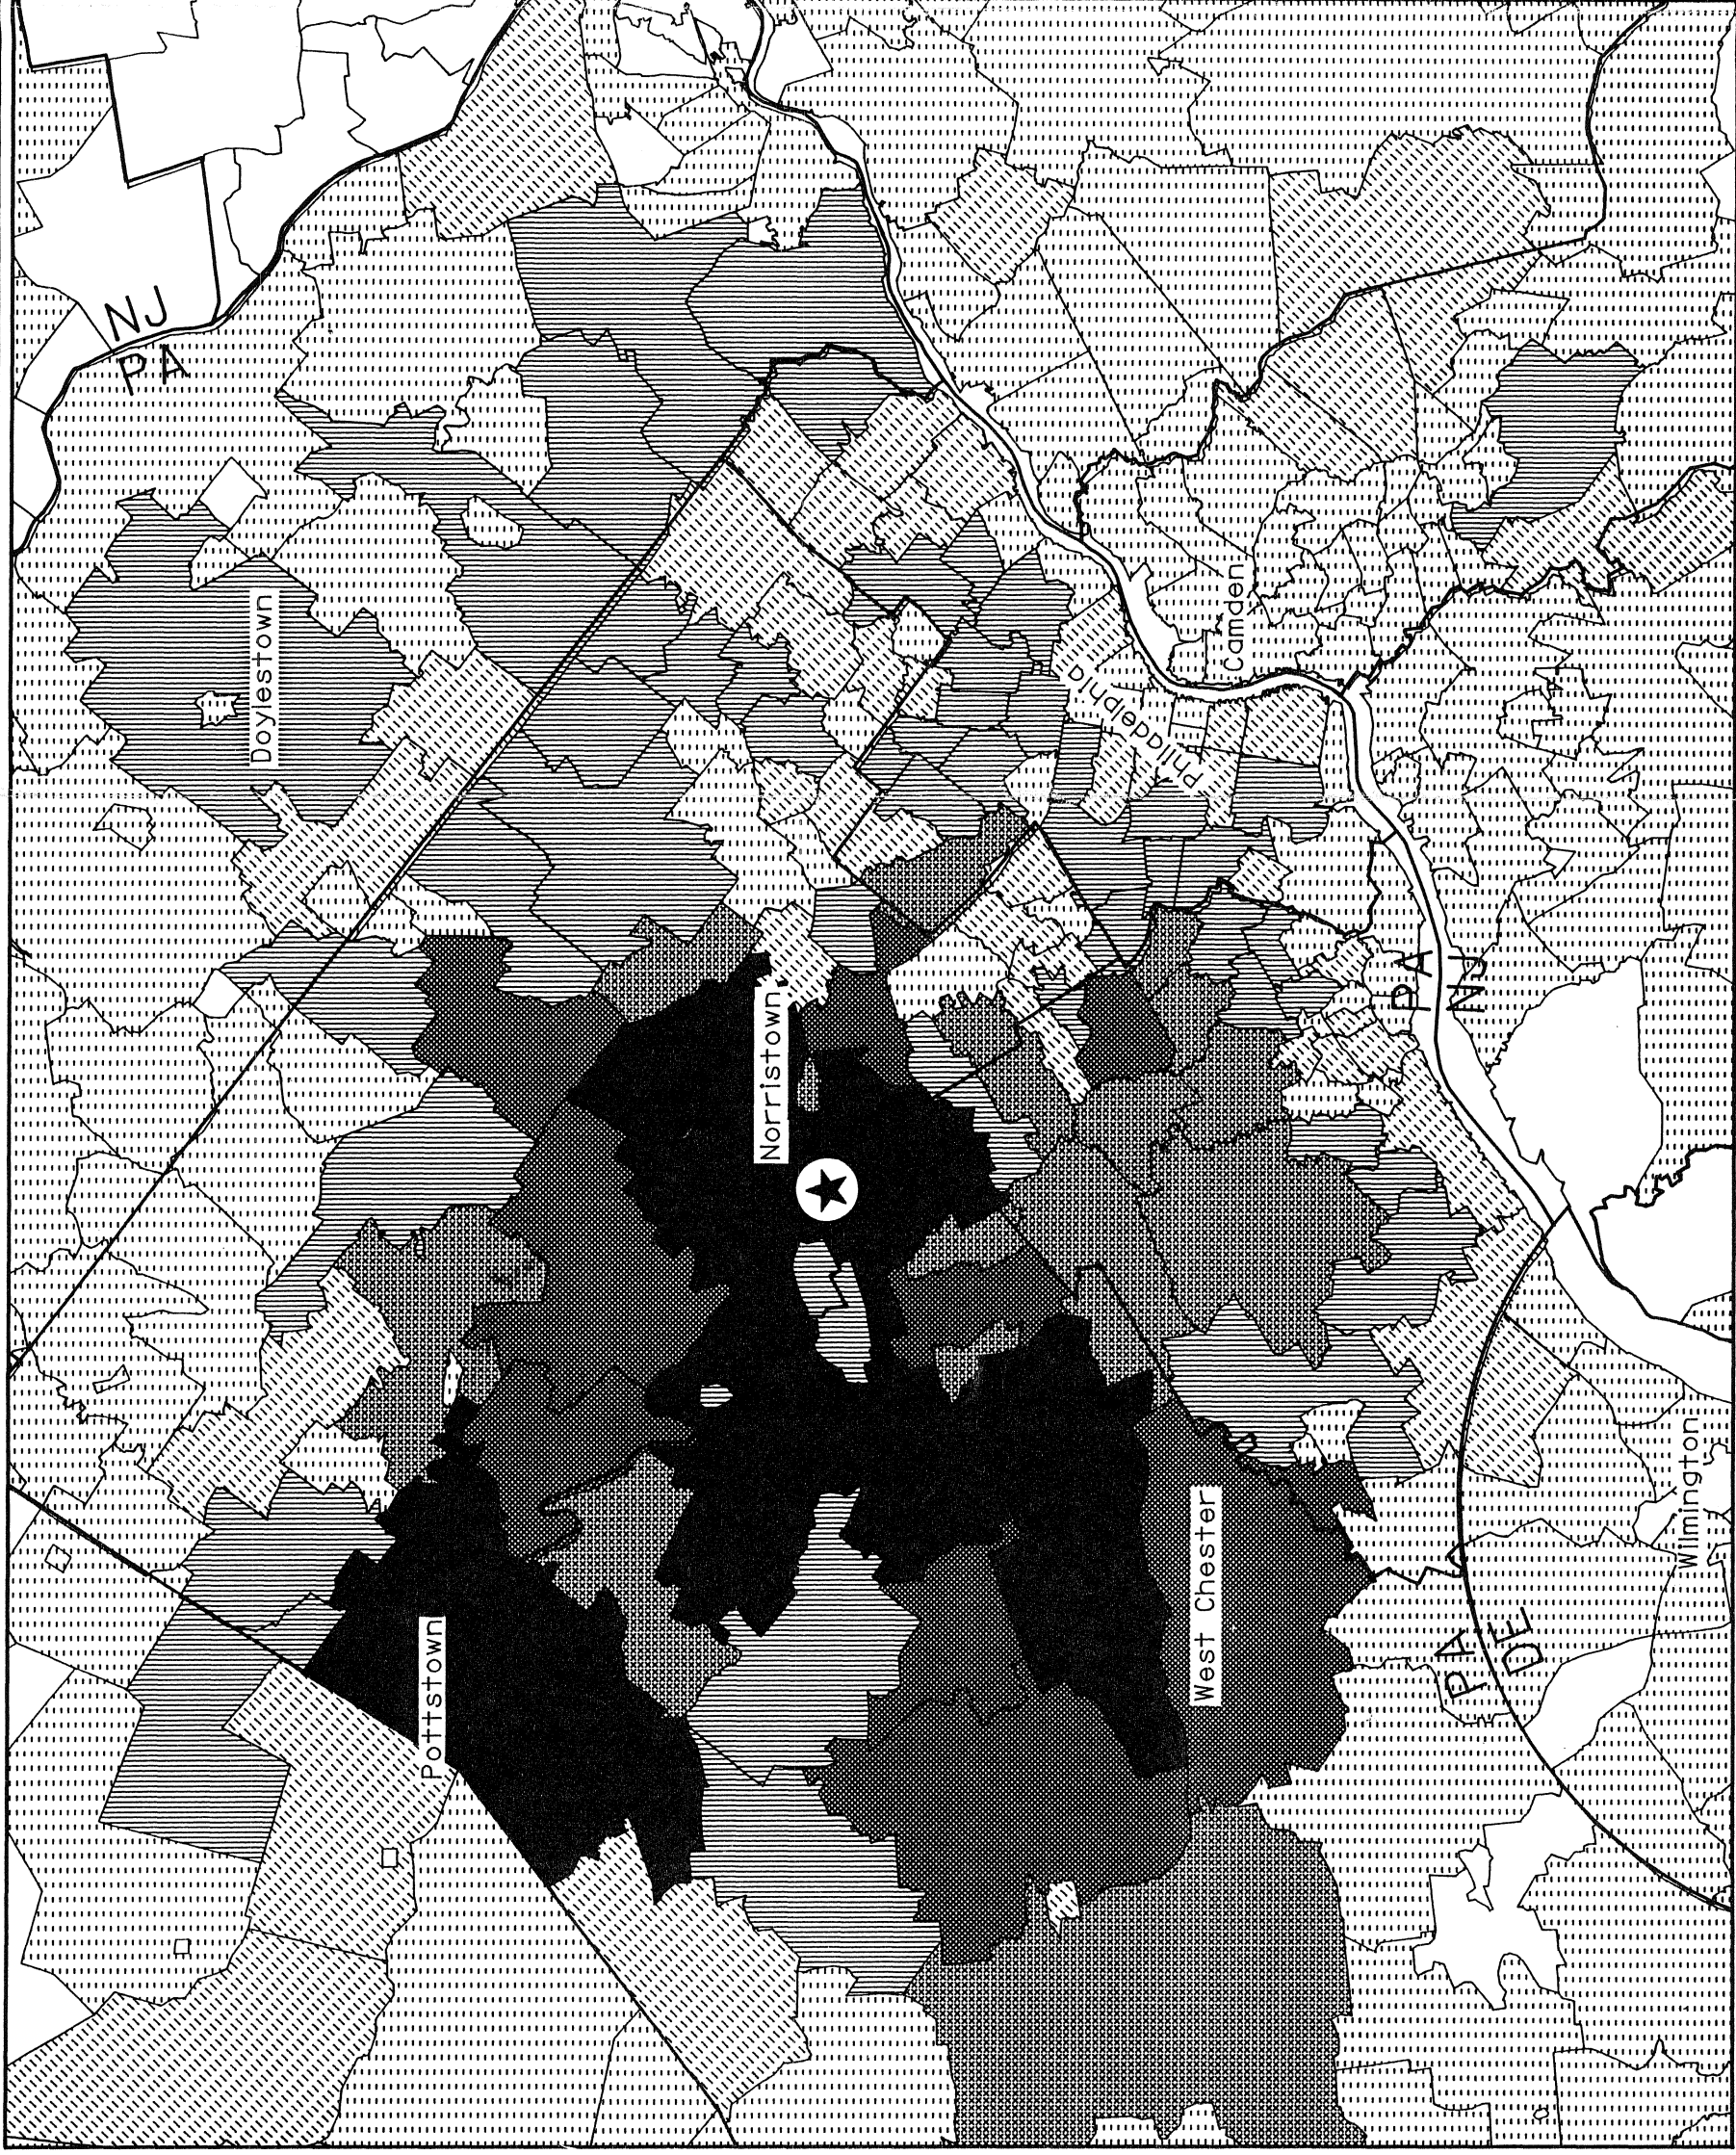 NJ
PA
Doylestown
Camden
Philadelphia
Norristown
PA
NJ
Pottstown
West Chester
Wilmington
PA
DE